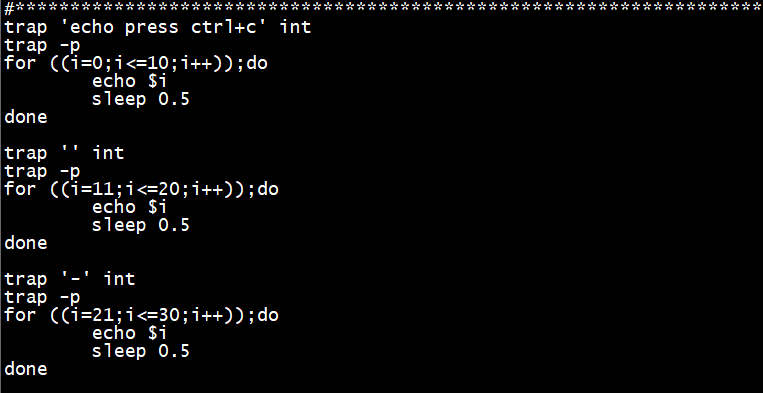 #*********************************************************************
trap 'echo press ctrl+c' int
trap -p
for ((i=0;i<=10;i++));do
        echo $i
        sleep 0.5
done

trap '' int
trap -p
for ((i=11;i<=20;i++));do
        echo $i
        sleep 0.5
done

trap '-' int
trap -p
for ((i=21;i<=30;i++));do
        echo $i
        sleep 0.5
done